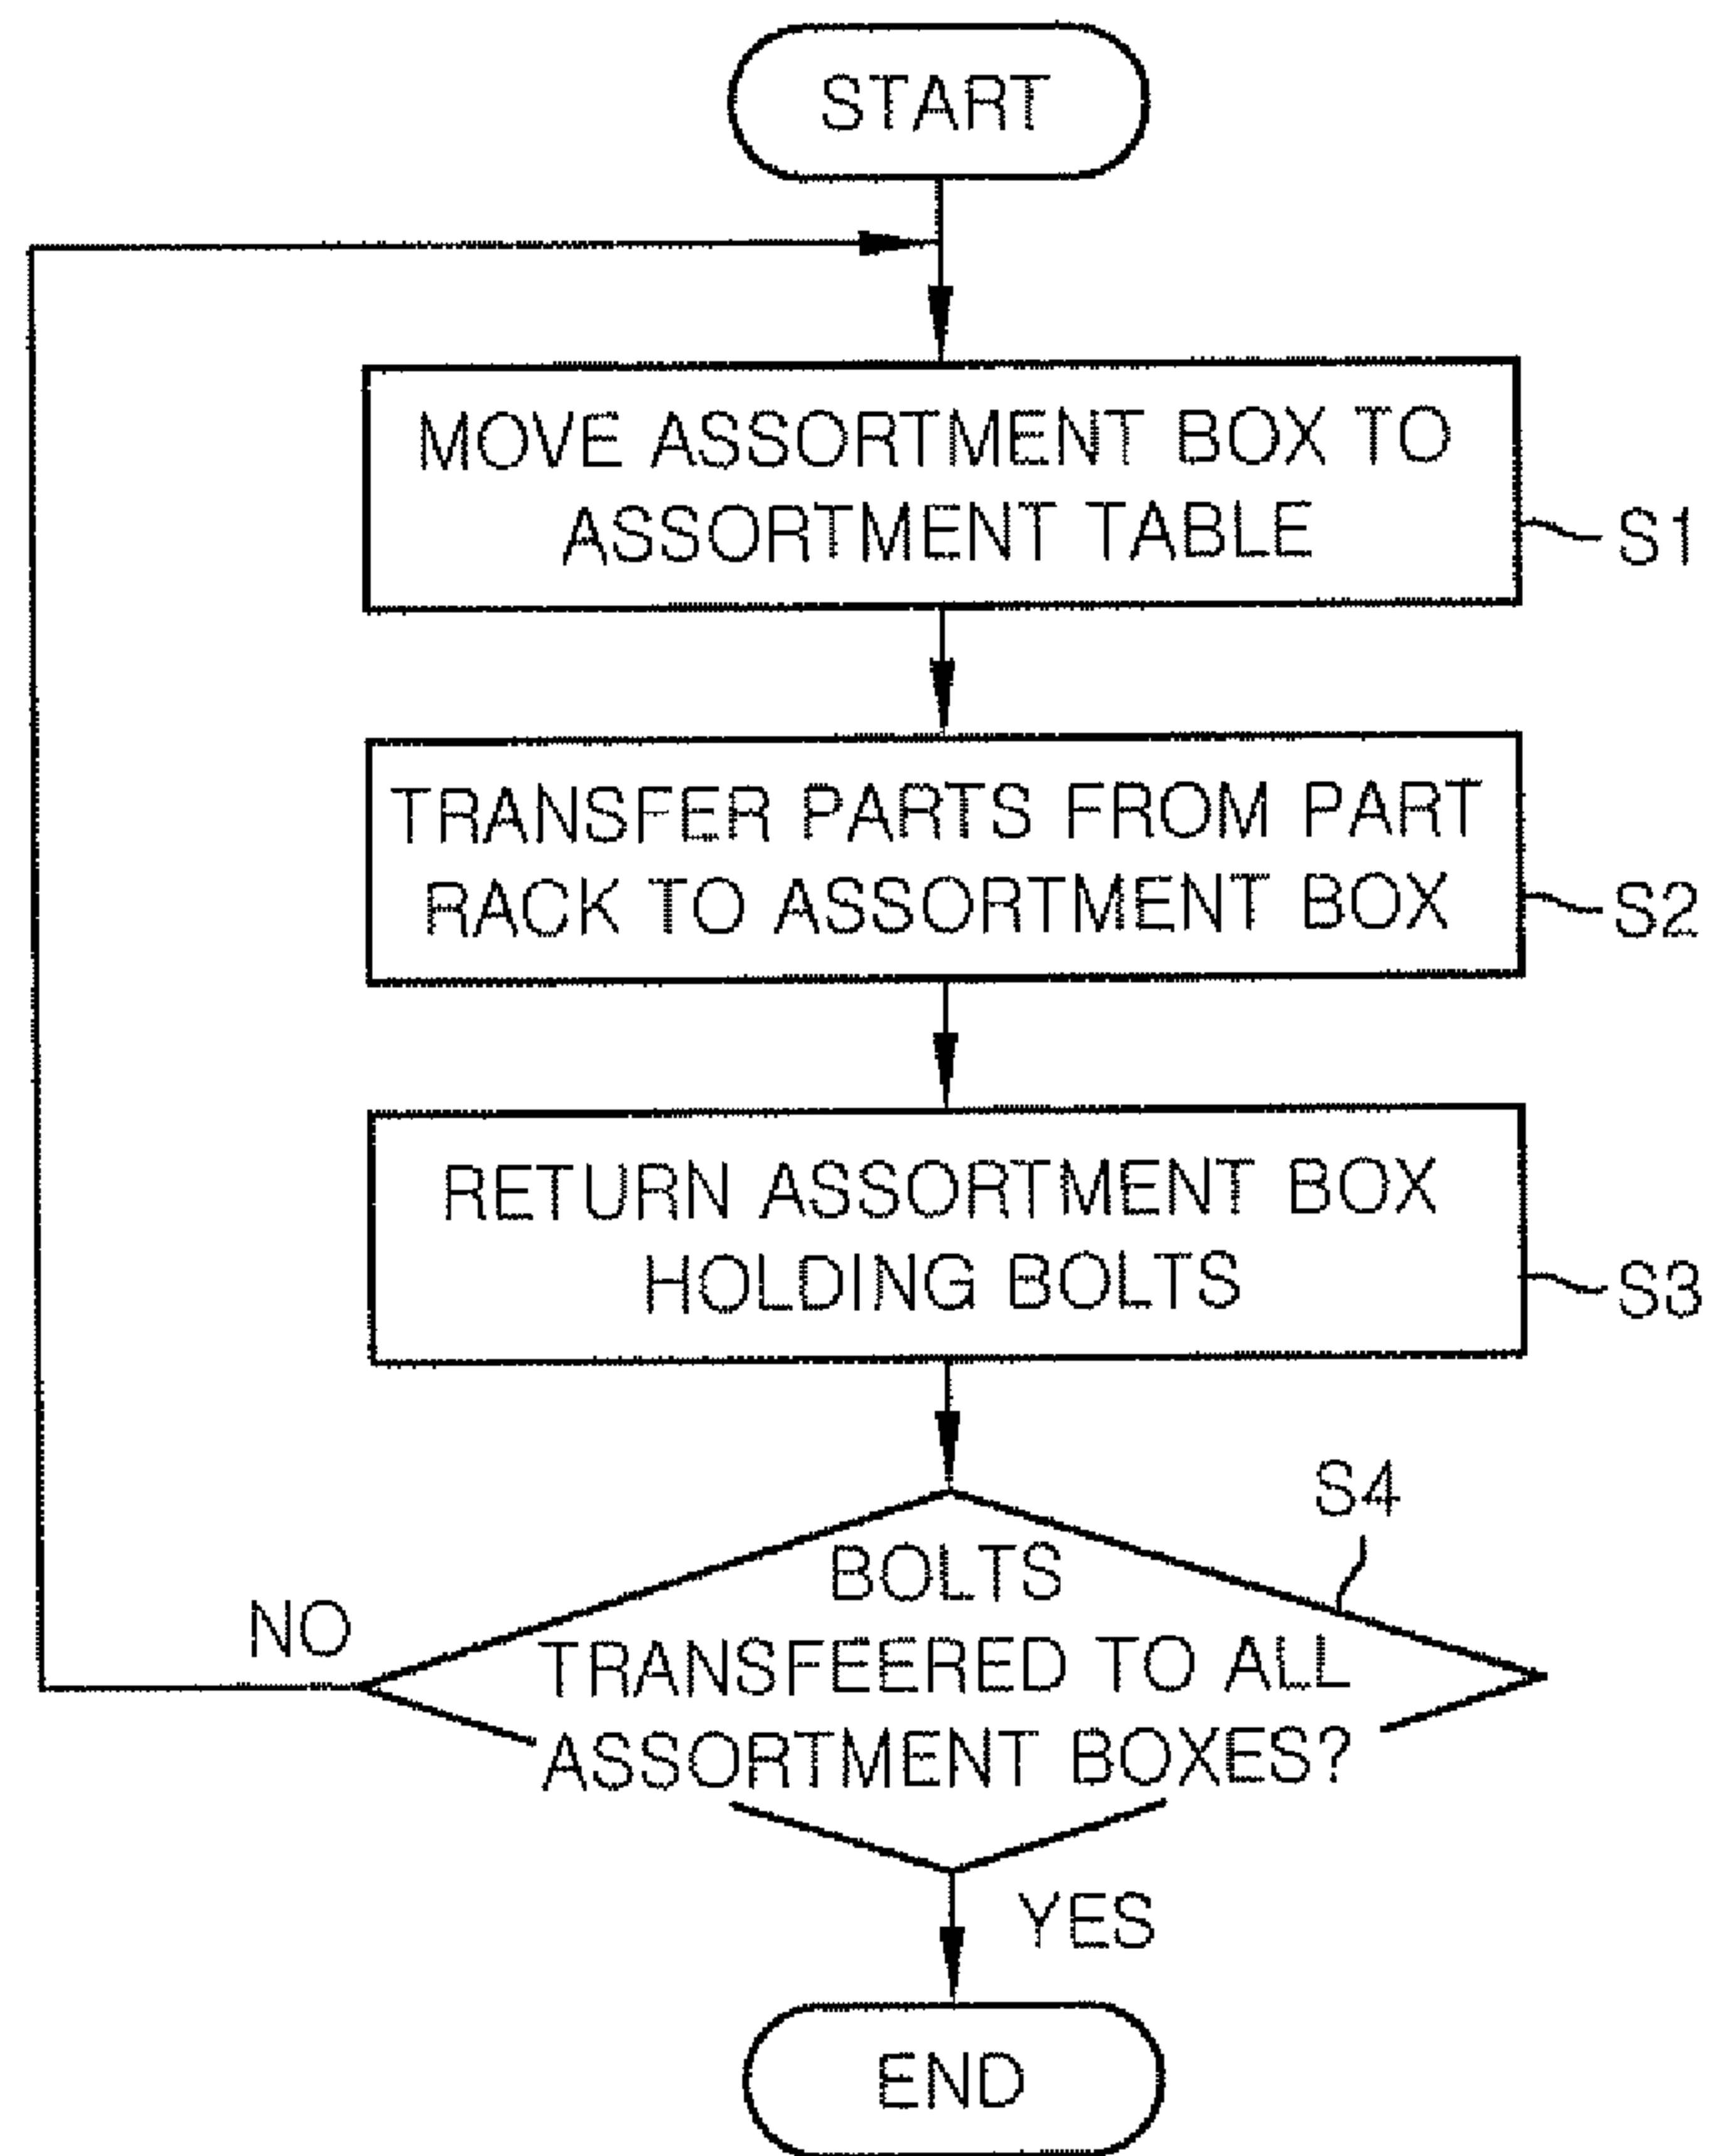 START
MOVE ASSORTMENT BOX TO
ASSORTMENT TABLE
S1
TRANSFER PARTS FROM PART
RACK TO ASSORTMENT BOX
S2
RETURN ASSORTMENT BOX
HOLDING BOLTS
S3
S4
BOLTS
TRANSFEERED TO ALL
ASSORTMENT BOXES?
NO
YES
END